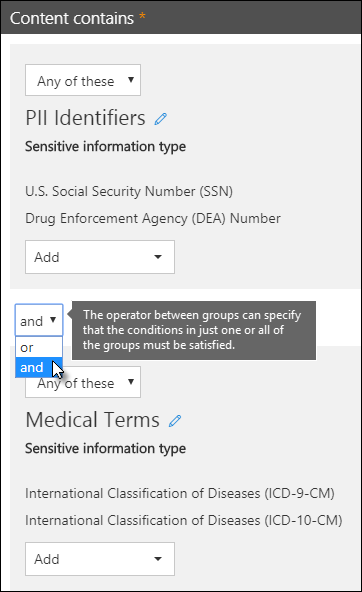 Content contains *
Any of these
PII Identifiers
Sensitive information type
U.S. Social Security Number (SSN)
Drug Enforcement Agency (DEA) Number
Add
and
The operator between groups can specify
that the conditions in just one or all of
the groups must be satisfied.
or
and
Any of these
Medical Terms
Sensitive information type
International Classification of Diseases (ICD-9-CM)
International Classification of Diseases (ICD-10-CM)
Add